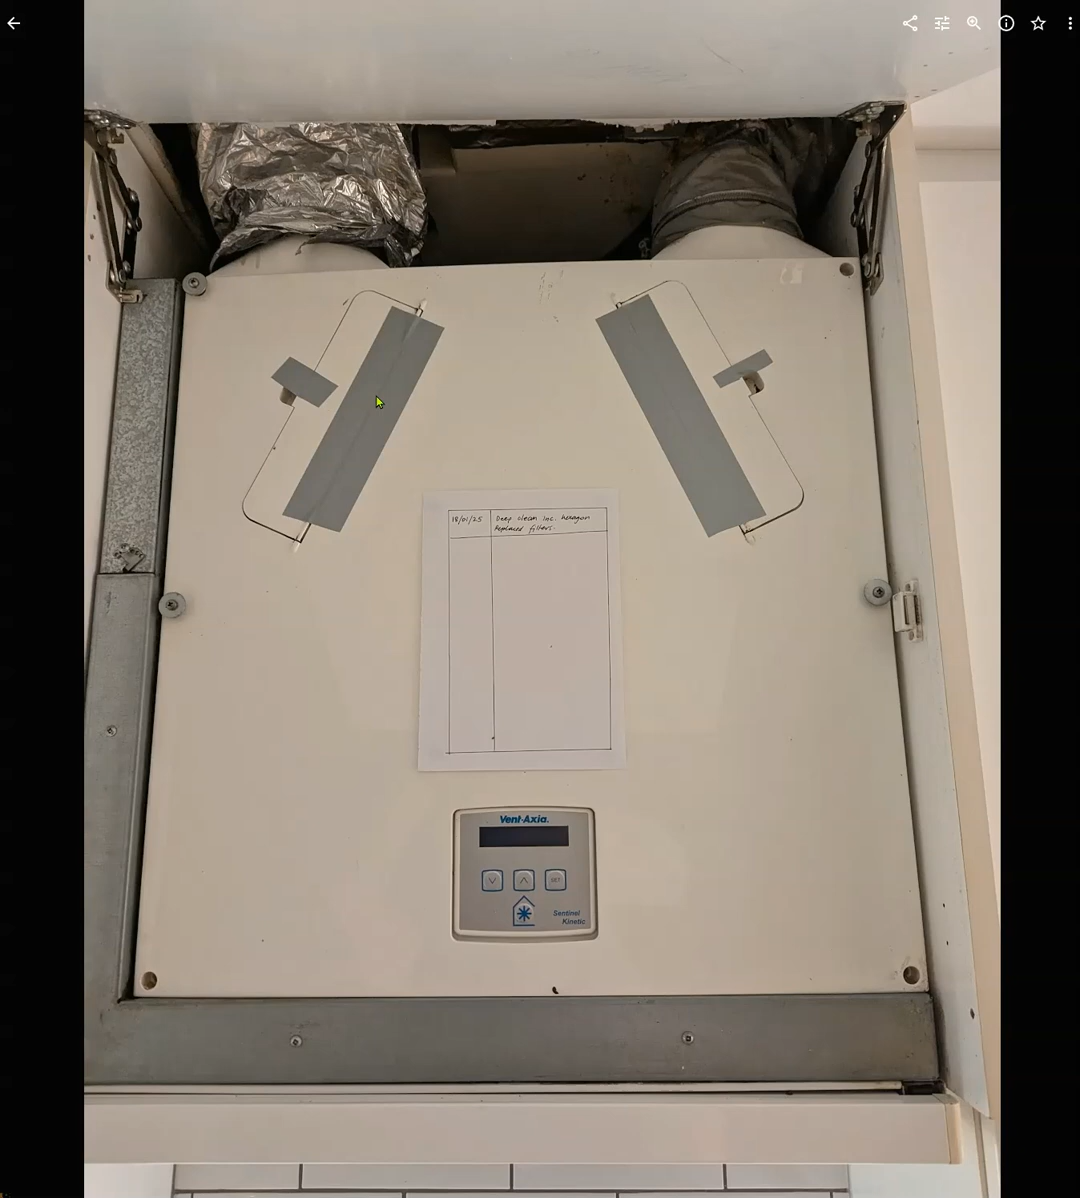 18/01/25 Deep clean inc. hexagon
replaced filters.
Vent-Axia.
SET
Sentinel
Kinetic